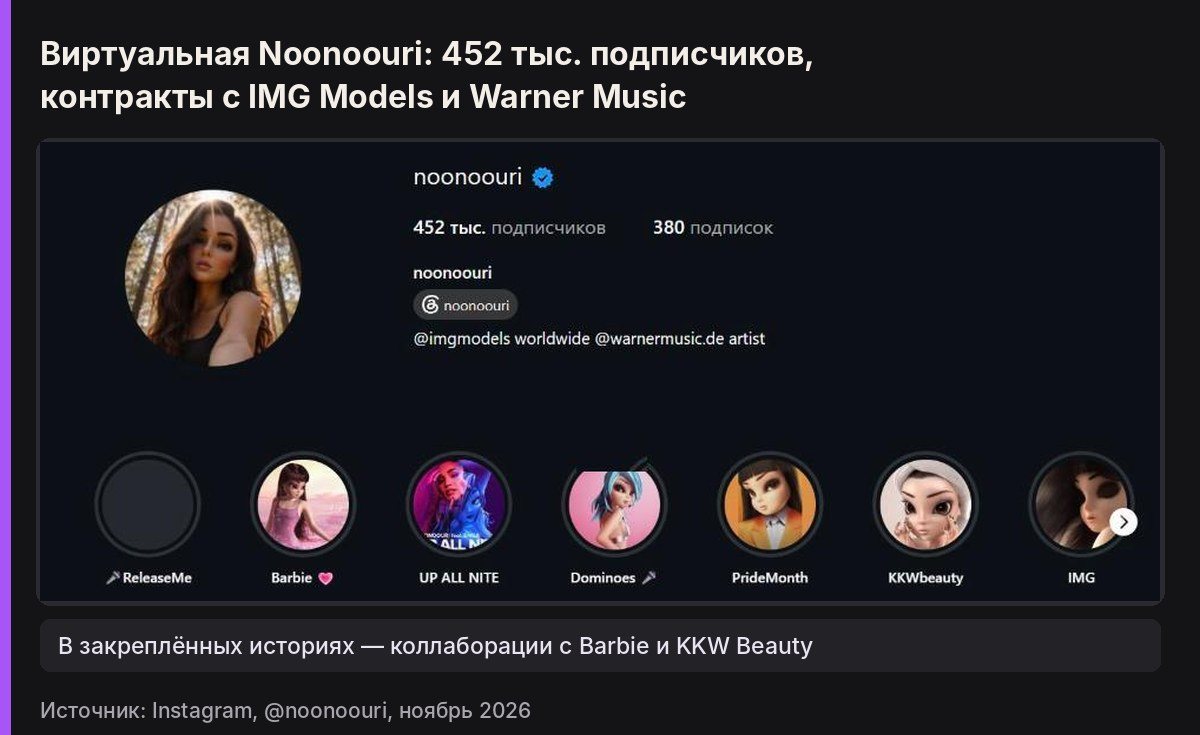 Виртуальная Noonoouri: 452 тыс. подписчиков,
контракты с IMG Models и Warner Music
noonoouri
452 тыс. подписчиков 380 подписок
noonoouri
noonoouri
@imgmodels worldwide @warnermusic.de artist
ALL NI
🎤ReleaseMe Barbie 💗 UP ALL NITE Dominoes 🎤 PrideMonth KKWbeauty IMG
В закреплённых историях — коллаборации с Barbie и KKW Beauty
Источник: Instagram, @noonoouri, ноябрь 2026